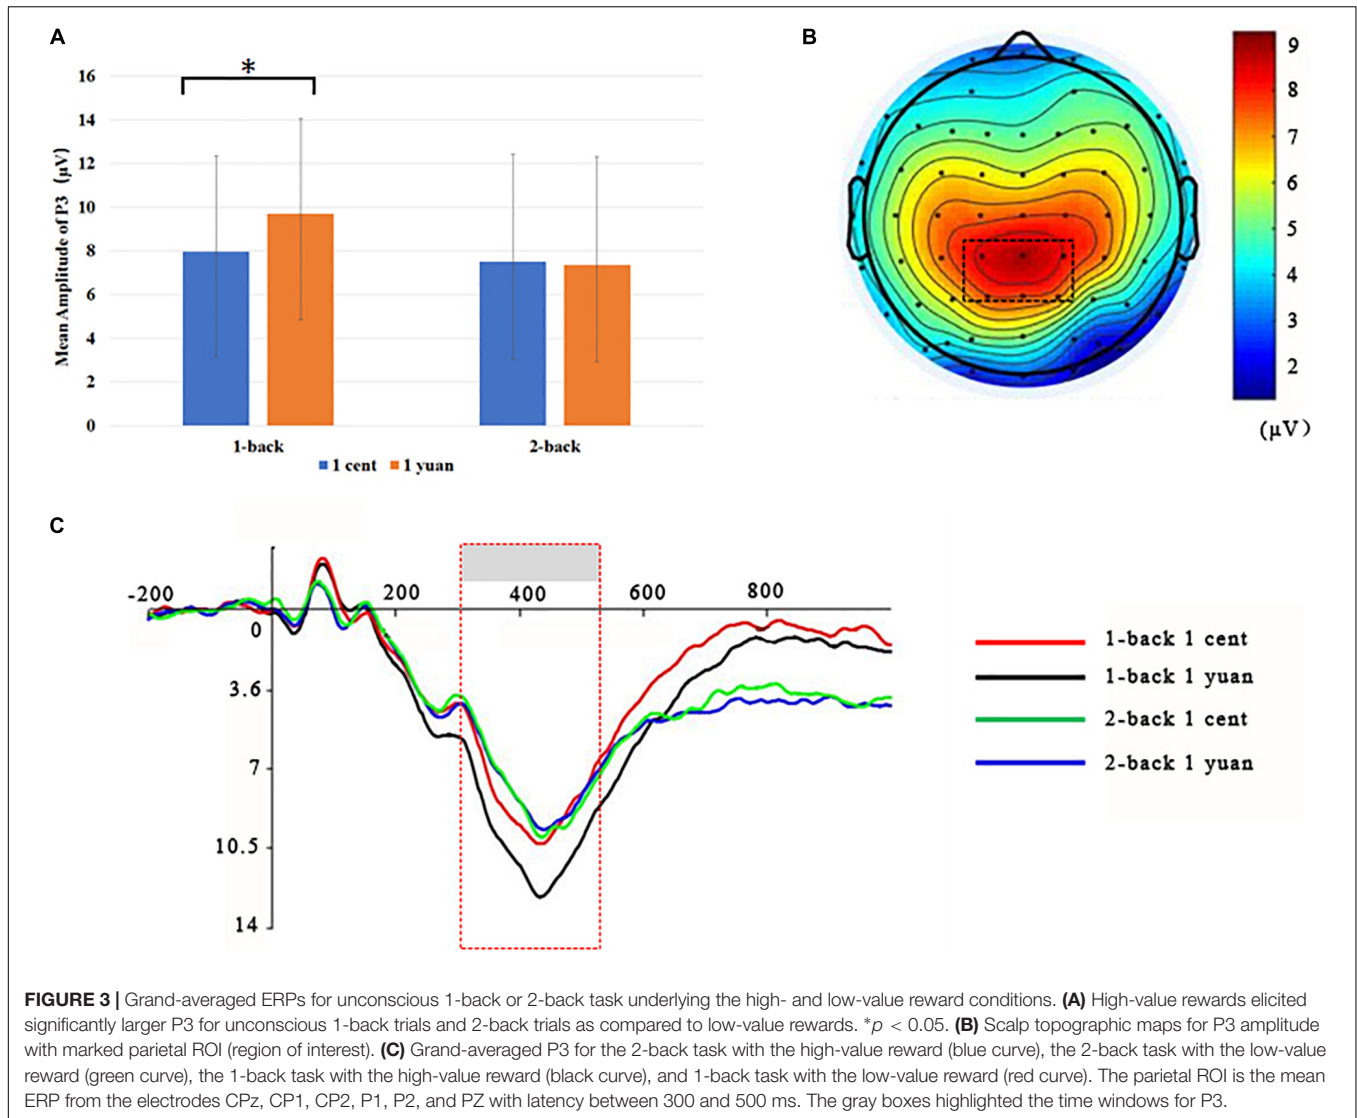 A
*
16
14
12
10
8
6
4
2
0
Mean Amplitude of P3 (μV)
1-back
2-back
1 cent
1 yuan
B
9
8
7
6
5
4
3
2
(μV)
C
-200
200
400
600
800
0
3.6
7
10.5
14
1-back 1 cent
1-back 1 yuan
2-back 1 cent
2-back 1 yuan
FIGURE 3 | Grand-averaged ERPs for unconscious 1-back or 2-back task underlying the high- and low-value reward conditions. (A) High-value rewards elicited
significantly larger P3 for unconscious 1-back trials and 2-back trials as compared to low-value rewards. *p < 0.05. (B) Scalp topographic maps for P3 amplitude
with marked parietal ROI (region of interest). (C) Grand-averaged P3 for the 2-back task with the high-value reward (blue curve), the 2-back task with the low-value
reward (green curve), the 1-back task with the high-value reward (black curve), and 1-back task with the low-value reward (red curve). The parietal ROI is the mean
ERP from the electrodes CPz, CP1, CP2, P1, P2, and PZ with latency between 300 and 500 ms. The gray boxes highlighted the time windows for P3.